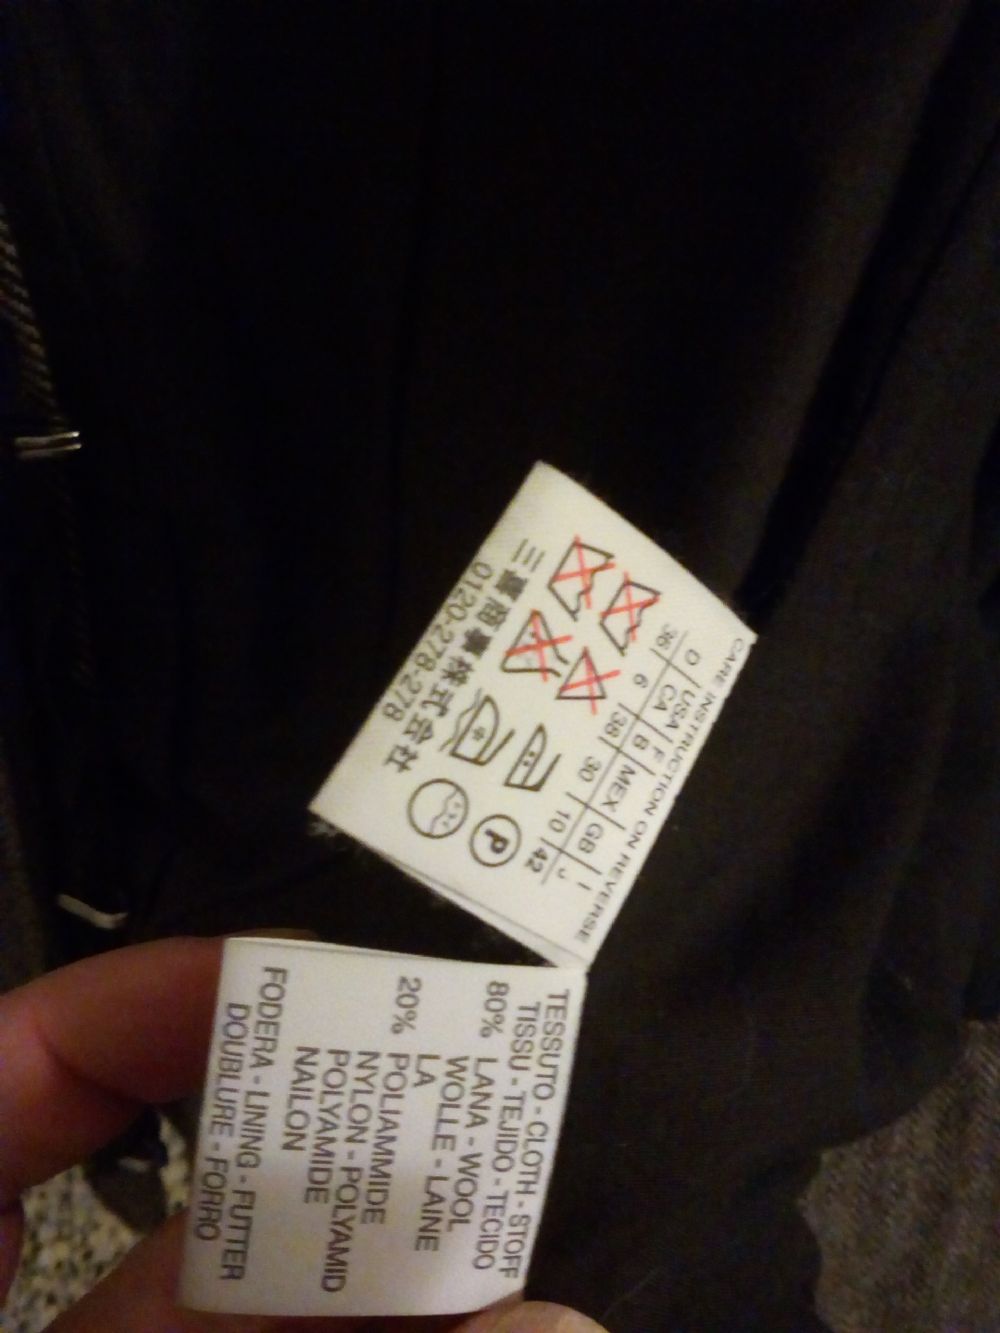 CARE INSTRUCTION ON REVERSE
D / USA CA / F B / MEX / GB / I J
36 / 6 / 38 / 30 / 10 / 42
P
三喜商事株式会社
0120-278-278
TESSUTO - CLOTH - STOFF
TISSU - TEJIDO - TECIDO
80% LANA - WOOL
WOLLE - LAINE
LA
20% POLIAMMIDE
NYLON - POLYAMID
POLYAMIDE
NAILON
FODERA - LINING - FUTTER
DOUBLURE - FORRO